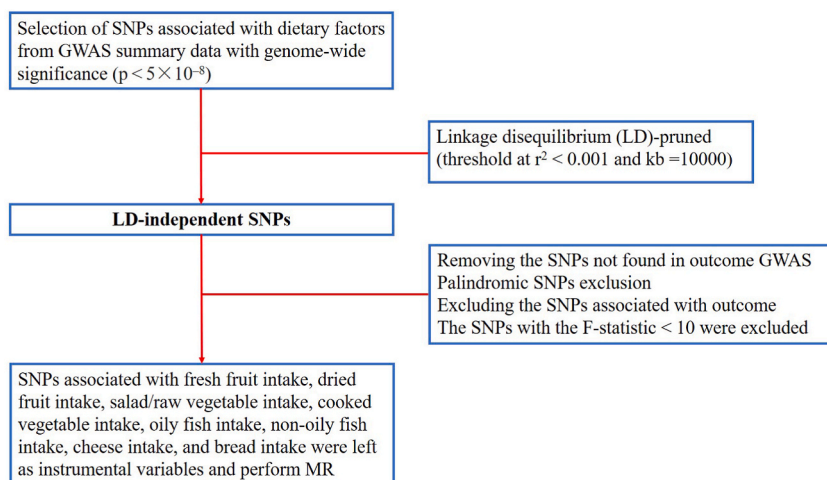 Selection of SNPs associated with dietary factors
from GWAS summary data with genome-wide
significance (p < 5×10⁻⁸)
Linkage disequilibrium (LD)-pruned
(threshold at r² < 0.001 and kb =10000)
LD-independent SNPs
Removing the SNPs not found in outcome GWAS
Palindromic SNPs exclusion
Excluding the SNPs associated with outcome
The SNPs with the F-statistic < 10 were excluded
SNPs associated with fresh fruit intake, dried
fruit intake, salad/raw vegetable intake, cooked
vegetable intake, oily fish intake, non-oily fish
intake, cheese intake, and bread intake were left
as instrumental variables and perform MR